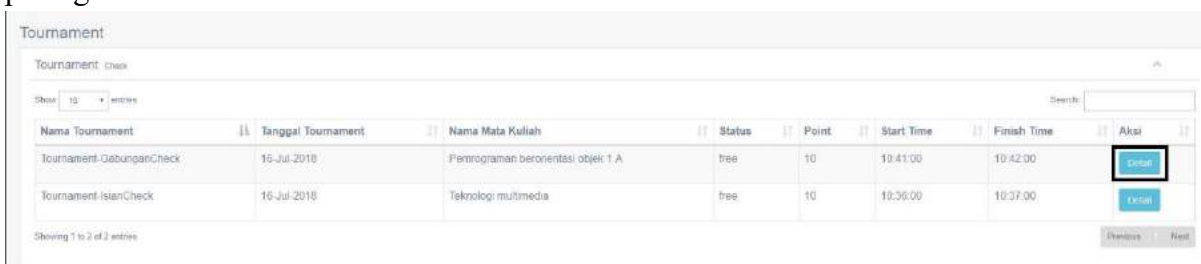 Tournament
Tournament Check
Show 10 entries
Search:
Nama Tournament Tanggal Tournament Nama Mata Kuliah Status Point Start Time Finish Time Aksi
Tournament-GabunganCheck 16-Jul-2018 Pemrograman berorientasi objek 1 A free 10 10:41:00 10:42:00 Detail
Tournament-IsianCheck 16-Jul-2018 Teknologi multimedia free 10 10:36:00 10:37:00 Detail
Showing 1 to 2 of 2 entries
Previous 1 Next